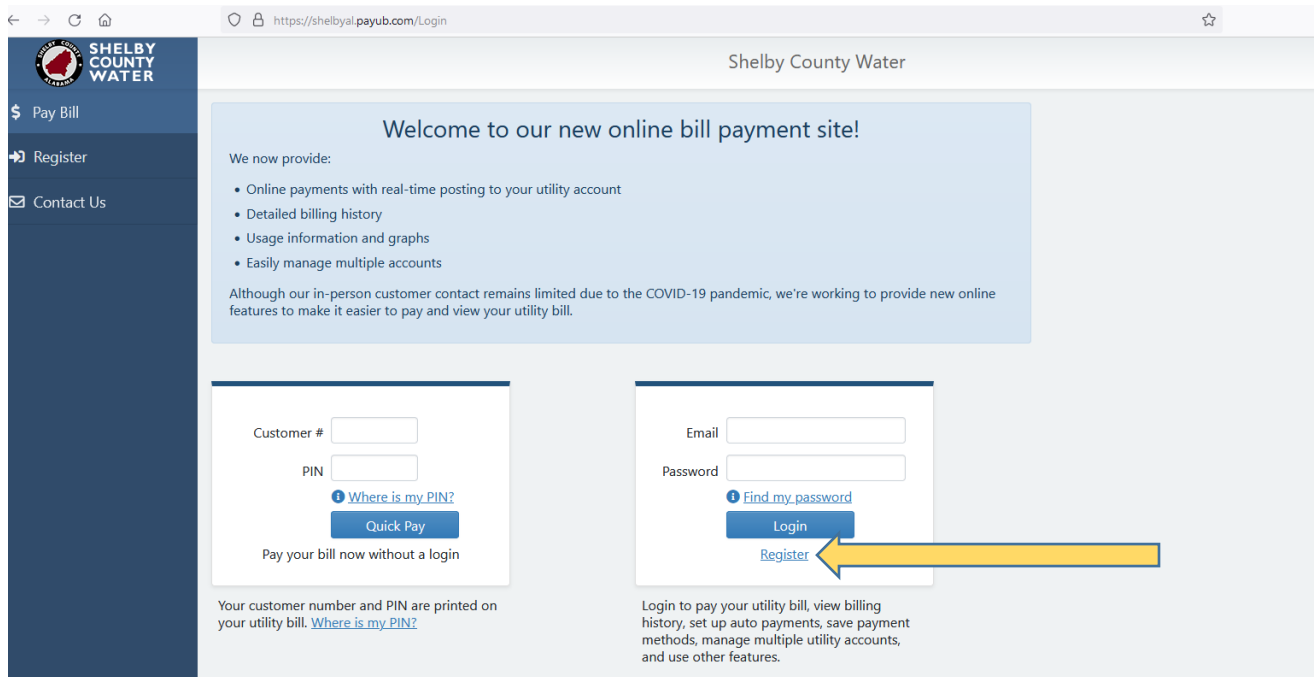 https://shelbyal.payub.com/Login
SHELBY COUNTY ALABAMA
SHELBY
COUNTY
WATER
Shelby County Water
$ Pay Bill
Register
Contact Us
Welcome to our new online bill payment site!
We now provide:
• Online payments with real-time posting to your utility account
• Detailed billing history
• Usage information and graphs
• Easily manage multiple accounts
Although our in-person customer contact remains limited due to the COVID-19 pandemic, we're working to provide new online
features to make it easier to pay and view your utility bill.
Customer #
PIN
Where is my PIN?
Quick Pay
Pay your bill now without a login
Your customer number and PIN are printed on
your utility bill. Where is my PIN?
Email
Password
Find my password
Login
Register
Login to pay your utility bill, view billing
history, set up auto payments, save payment
methods, manage multiple utility accounts,
and use other features.